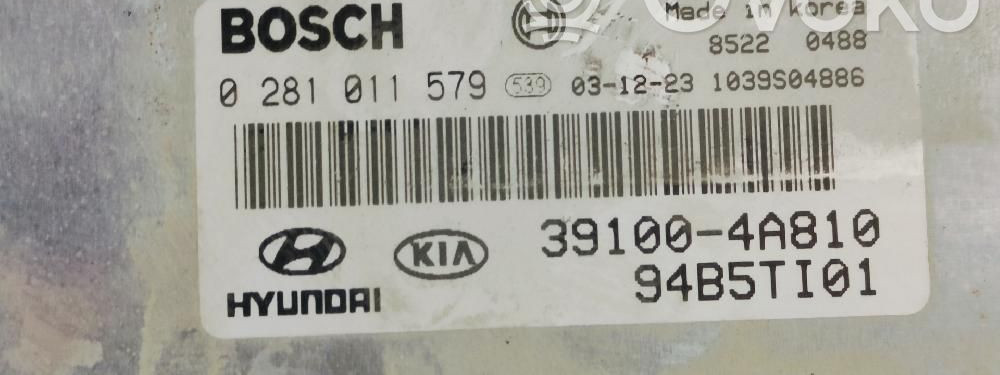 BOSCH
OVOKO
Made in korea
8522 0488
0 281 011 579 539 03-12-23 1039S04886
39100-4A810
KIA
94B5TI01
HYUNDAI